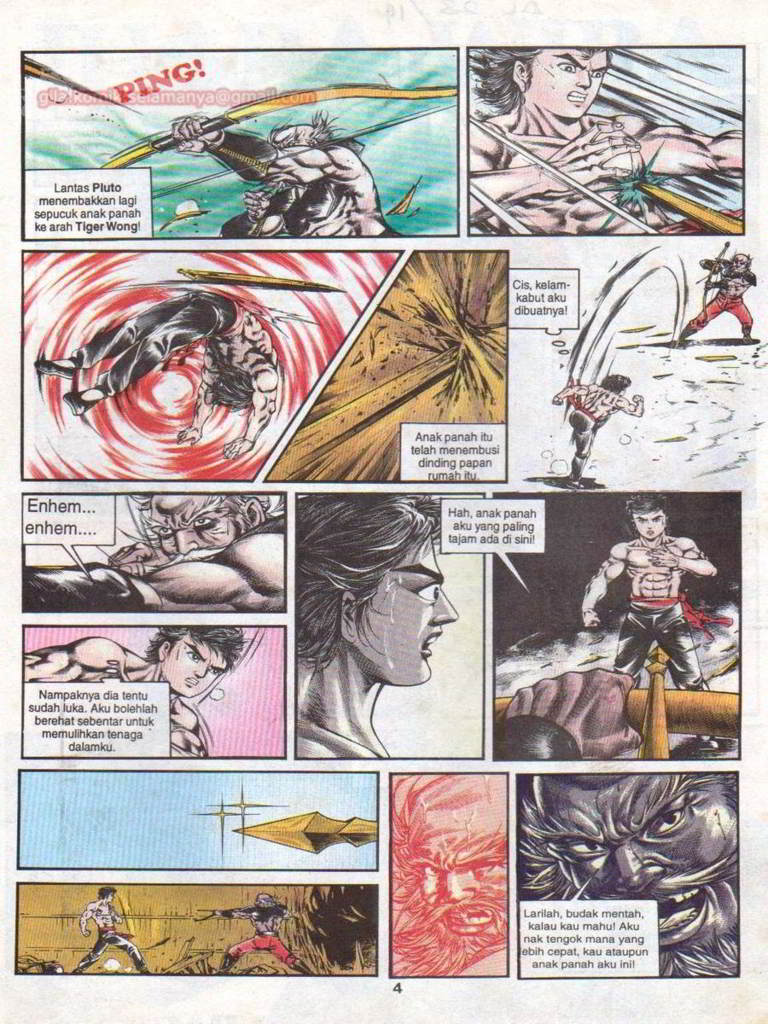 PING!
gilakomikselamanya@gmail.com
Lantas Pluto
menembakkan lagi
sepucuk anak panah
ke arah Tiger Wong!
Cis, kelam-
kabut aku
dibuatnya!
Anak panah itu
telah menembusi
dinding papan
rumah itu.
Enhem...
enhem....
Hah, anak panah
aku yang paling
tajam ada di sini!
Nampaknya dia tentu
sudah luka. Aku bolehlah
berehat sebentar untuk
memulihkan tenaga
dalamku.
Larilah, budak mentah,
kalau kau mahu! Aku
nak tengok mana yang
lebih cepat, kau ataupun
anak panah aku ini!
4